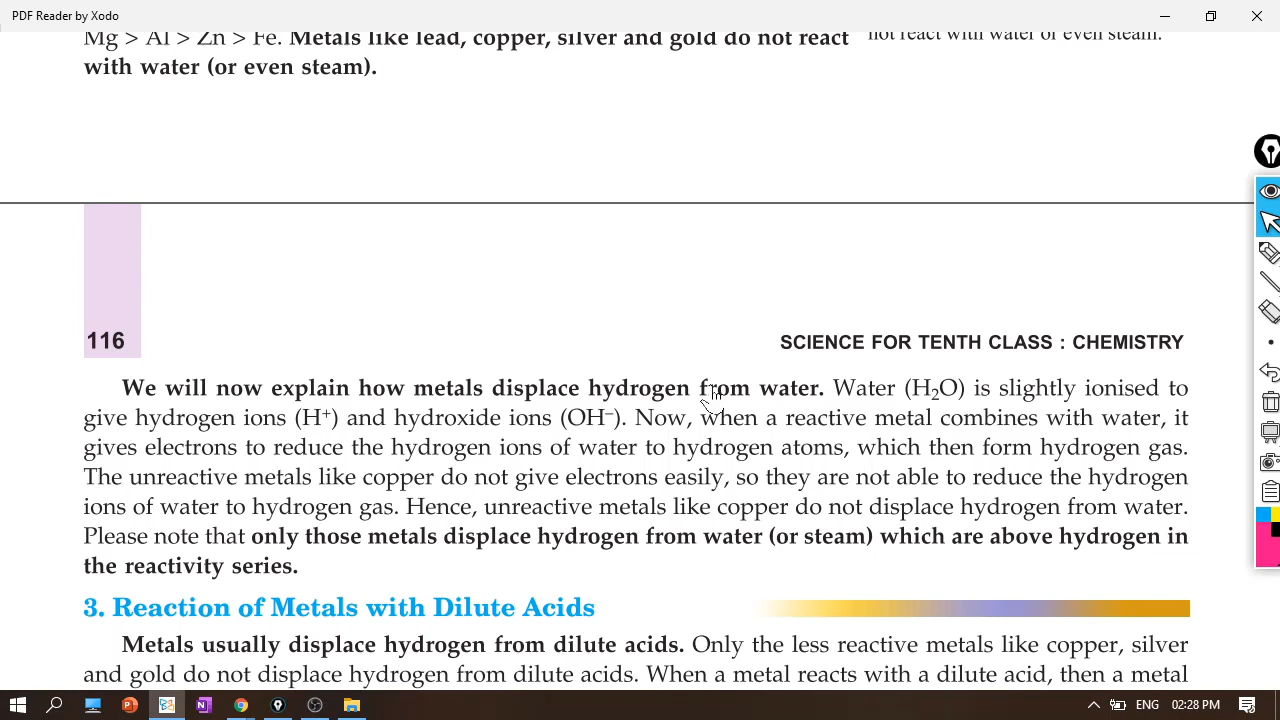 PDF Reader by Xodo
Mg > Al > Zn > Fe. Metals like lead, copper, silver and gold do not react
with water (or even steam).
not react with water or even steam.
116
SCIENCE FOR TENTH CLASS : CHEMISTRY
We will now explain how metals displace hydrogen from water. Water (H₂O) is slightly ionised to
give hydrogen ions (H⁺) and hydroxide ions (OH⁻). Now, when a reactive metal combines with water, it
gives electrons to reduce the hydrogen ions of water to hydrogen atoms, which then form hydrogen gas.
The unreactive metals like copper do not give electrons easily, so they are not able to reduce the hydrogen
ions of water to hydrogen gas. Hence, unreactive metals like copper do not displace hydrogen from water.
Please note that only those metals displace hydrogen from water (or steam) which are above hydrogen in
the reactivity series.
3. Reaction of Metals with Dilute Acids
Metals usually displace hydrogen from dilute acids. Only the less reactive metals like copper, silver
and gold do not displace hydrogen from dilute acids. When a metal reacts with a dilute acid, then a metal
ENG
02:28 PM